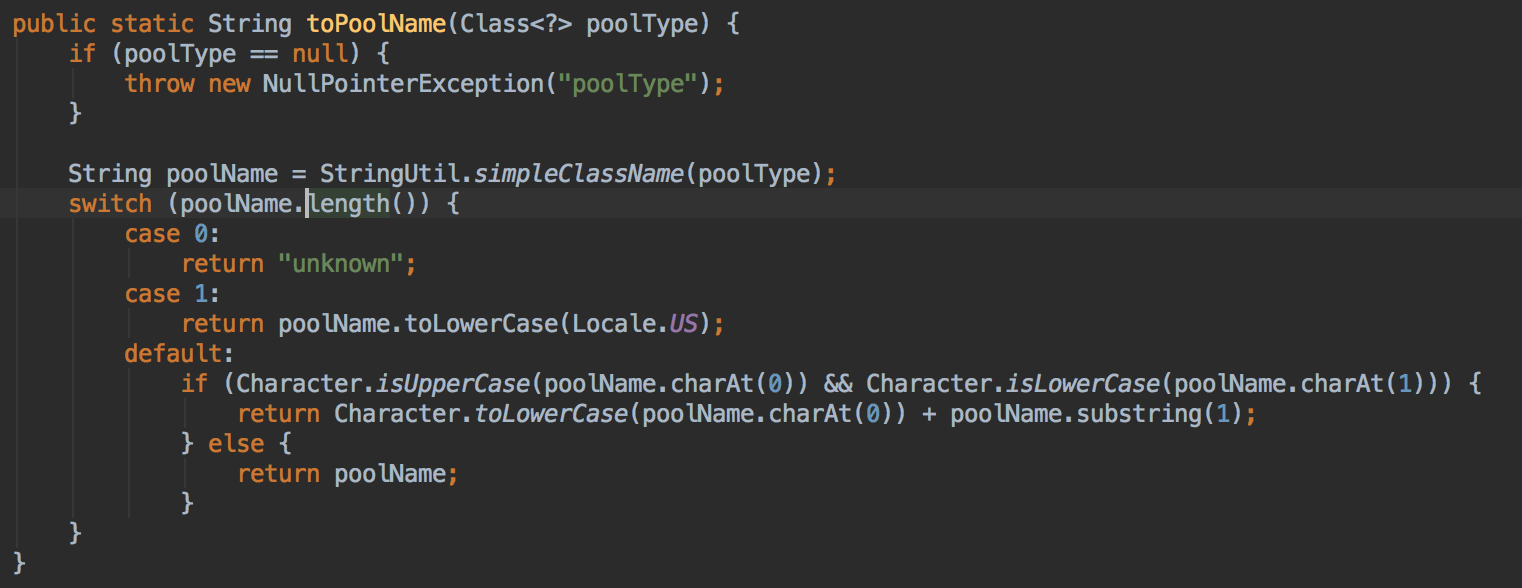 public static String toPoolName(Class<?> poolType) {
    if (poolType == null) {
        throw new NullPointerException("poolType");
    }

    String poolName = StringUtil.simpleClassName(poolType);
    switch (poolName.length()) {
        case 0:
            return "unknown";
        case 1:
            return poolName.toLowerCase(Locale.US);
        default:
            if (Character.isUpperCase(poolName.charAt(0)) && Character.isLowerCase(poolName.charAt(1))) {
                return Character.toLowerCase(poolName.charAt(0)) + poolName.substring(1);
            } else {
                return poolName;
            }
    }
}